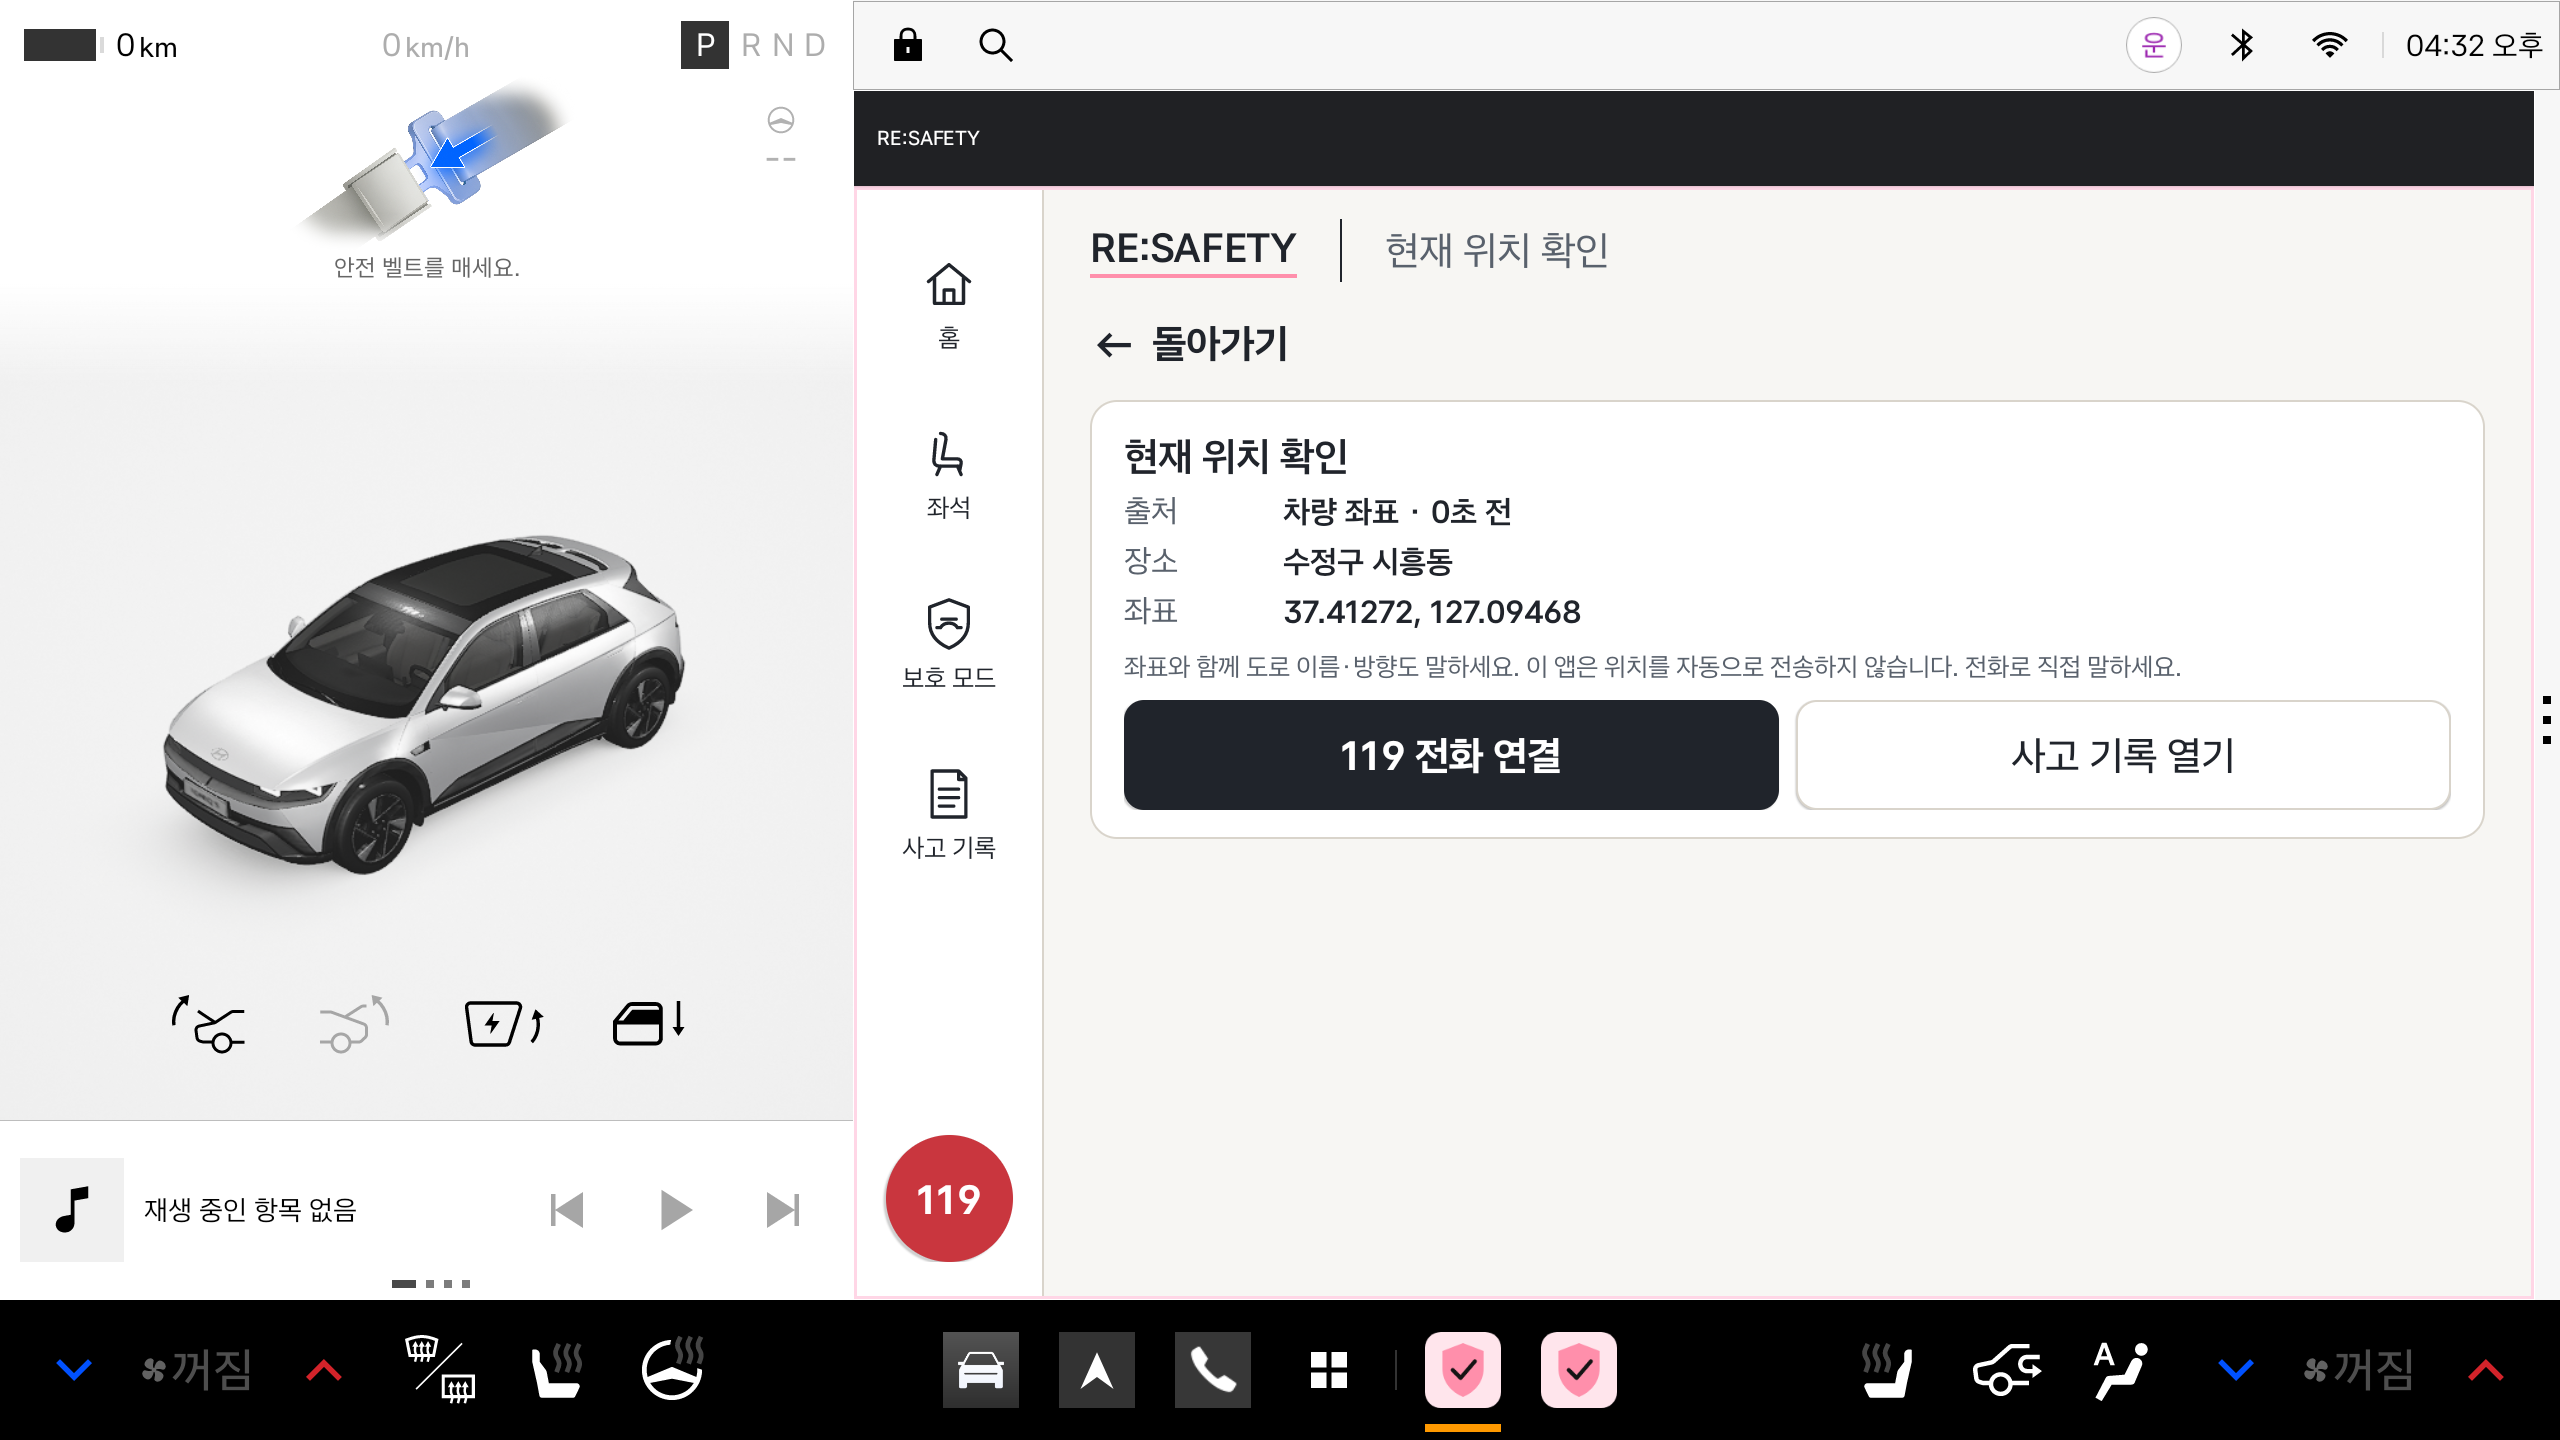 0 km
0 km/h
P R N D
안전 벨트를 매세요.
재생 중인 항목 없음
운
04:32 오후
RE:SAFETY
홈
좌석
보호 모드
사고 기록
119
RE:SAFETY
현재 위치 확인
← 돌아가기
현재 위치 확인
출처 차량 좌표 · 0초 전
장소 수정구 시흥동
좌표 37.41272, 127.09468
좌표와 함께 도로 이름·방향도 말하세요. 이 앱은 위치를 자동으로 전송하지 않습니다. 전화로 직접 말하세요.
119 전화 연결
사고 기록 열기
꺼짐
A
꺼짐